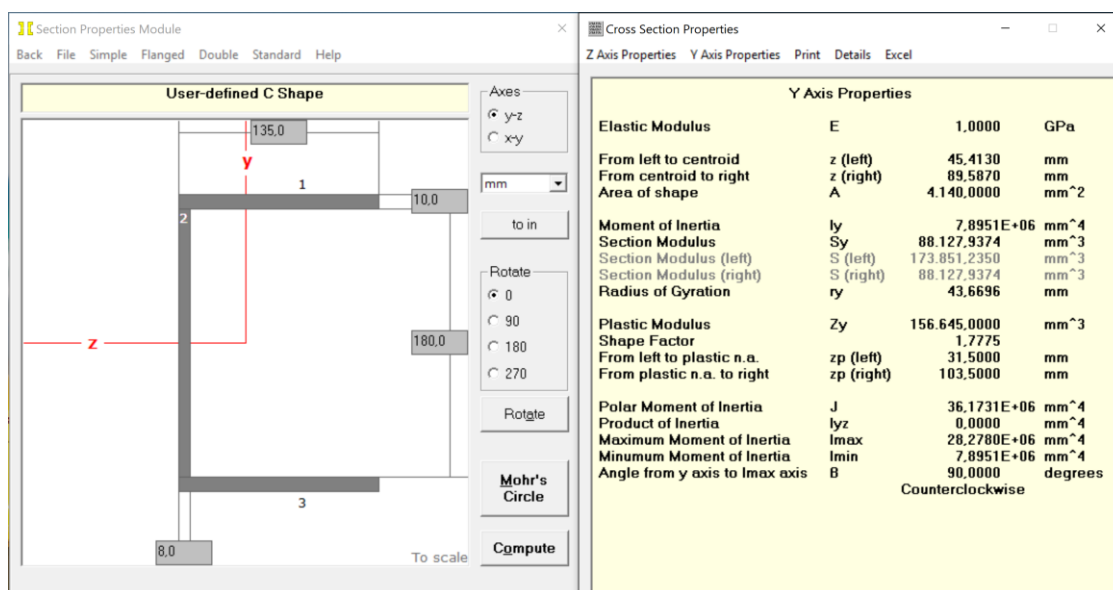 Section Properties Module
Back File Simple Flanged Double Standard Help
User-defined C Shape
135,0
y
1
10,0
2
z
180,0
3
8,0
To scale
Axes
y-z
x-y
mm
to in
Rotate
0
90
180
270
Rotate
Mohr's
Circle
Compute
Cross Section Properties
Z Axis Properties Y Axis Properties Print Details Excel
Y Axis Properties
Elastic Modulus E 1,0000 GPa
From left to centroid z (left) 45,4130 mm
From centroid to right z (right) 89,5870 mm
Area of shape A 4.140,0000 mm^2
Moment of Inertia Iy 7,8951E+06 mm^4
Section Modulus Sy 88.127,9374 mm^3
Section Modulus (left) S (left) 173.851,2350 mm^3
Section Modulus (right) S (right) 88.127,9374 mm^3
Radius of Gyration ry 43,6696 mm
Plastic Modulus Zy 156.645,0000 mm^3
Shape Factor 1,7775
From left to plastic n.a. zp (left) 31,5000 mm
From plastic n.a. to right zp (right) 103,5000 mm
Polar Moment of Inertia J 36,1731E+06 mm^4
Product of Inertia Iyz 0,0000 mm^4
Maximum Moment of Inertia Imax 28,2780E+06 mm^4
Minumum Moment of Inertia Imin 7,8951E+06 mm^4
Angle from y axis to Imax axis B 90,0000 degrees
Counterclockwise